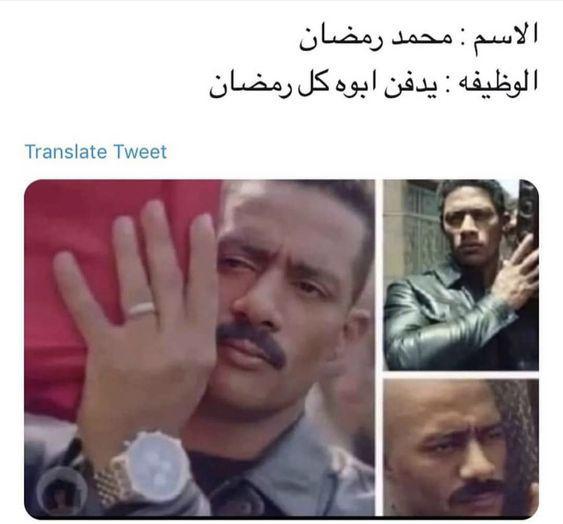 الاسم : محمد رمضان
الوظيفه : يدفن ابوه كل رمضان
Translate Tweet